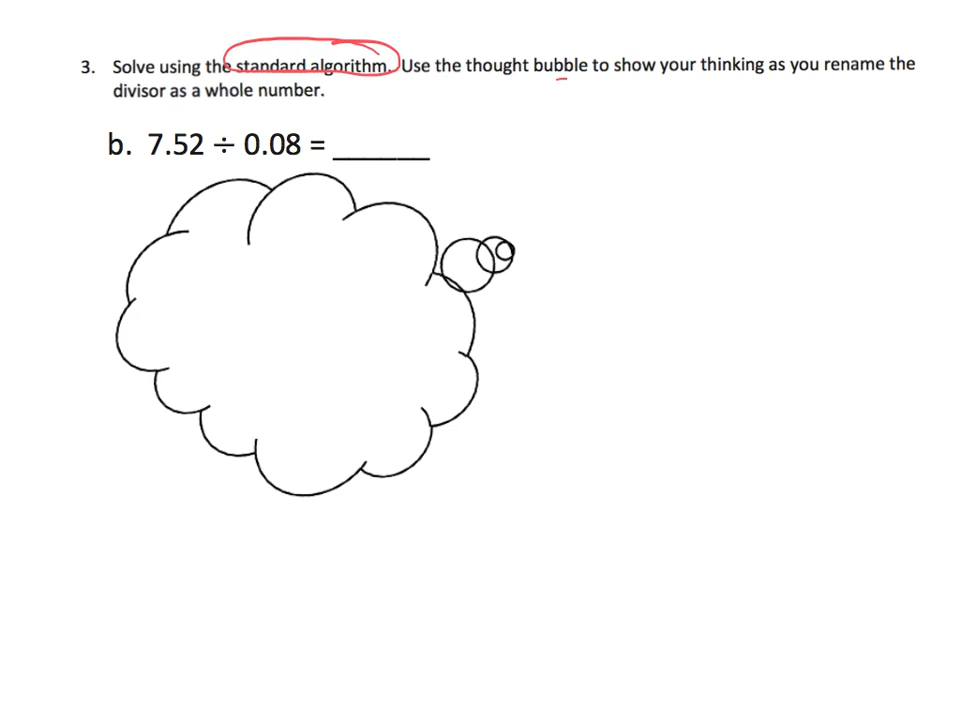 3. Solve using the standard algorithm. Use the thought bubble to show your thinking as you rename the
divisor as a whole number.
b. 7.52 ÷ 0.08 = ______